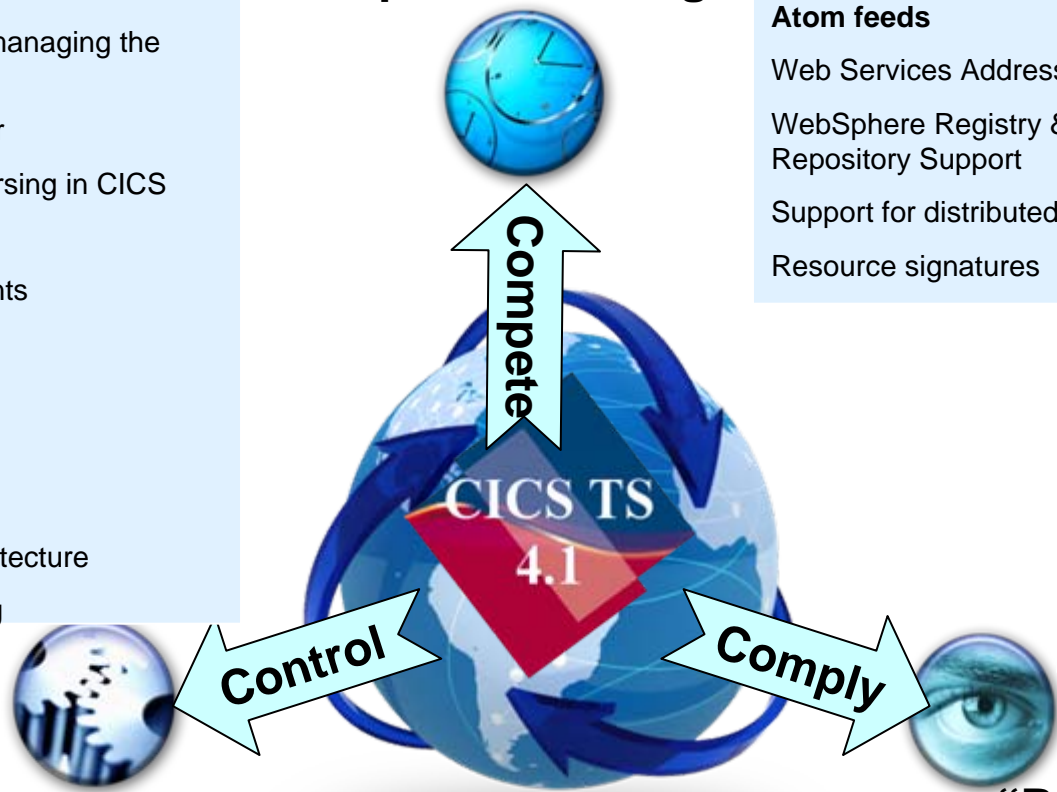 managing the
rsing in CICS
nts
tecture
Atom feeds
Web Services Address
WebSphere Registry &
Repository Support
Support for distributed
Resource signatures
Compete
CICS TS
4.1
Control
Comply